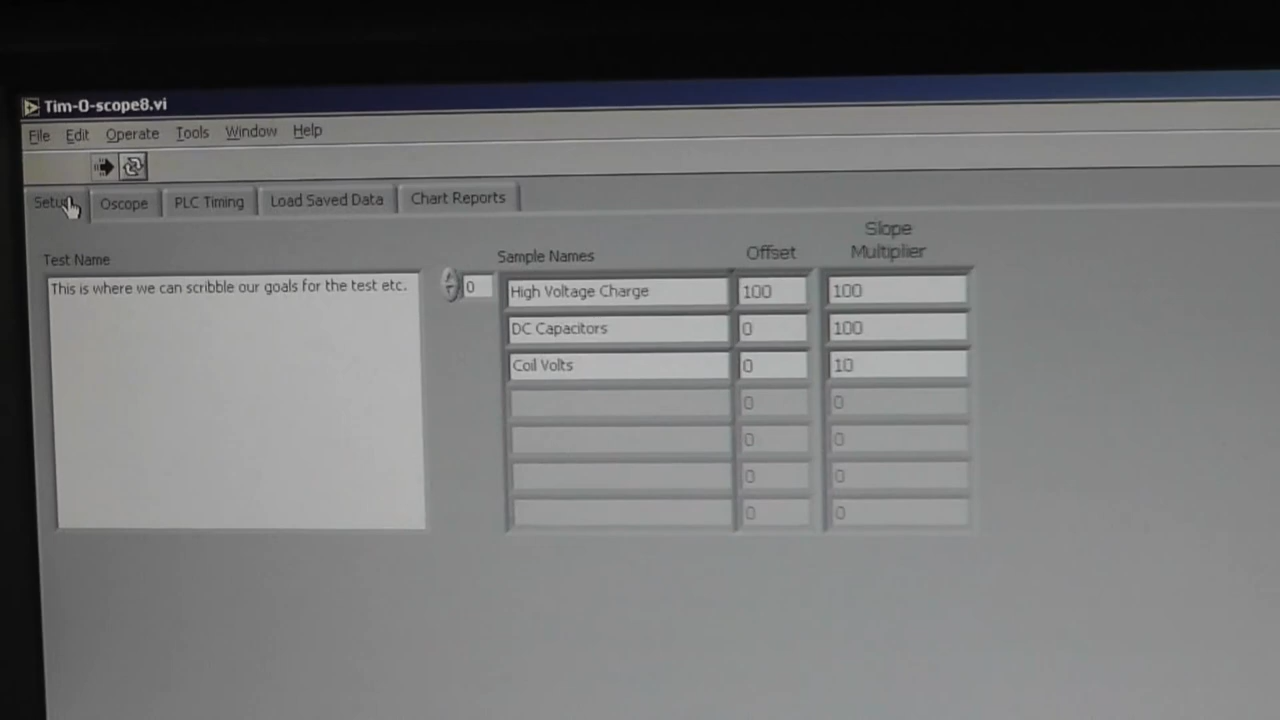 Tim-O-scope8.vi
File Edit Operate Tools Window Help
Setup Oscope PLC Timing Load Saved Data Chart Reports
Test Name
This is where we can scribble our goals for the test etc.
0
Sample Names Offset Slope Multiplier
High Voltage Charge 100 100
DC Capacitors 0 100
Coil Volts 0 10
0 0
0 0
0 0
0 0